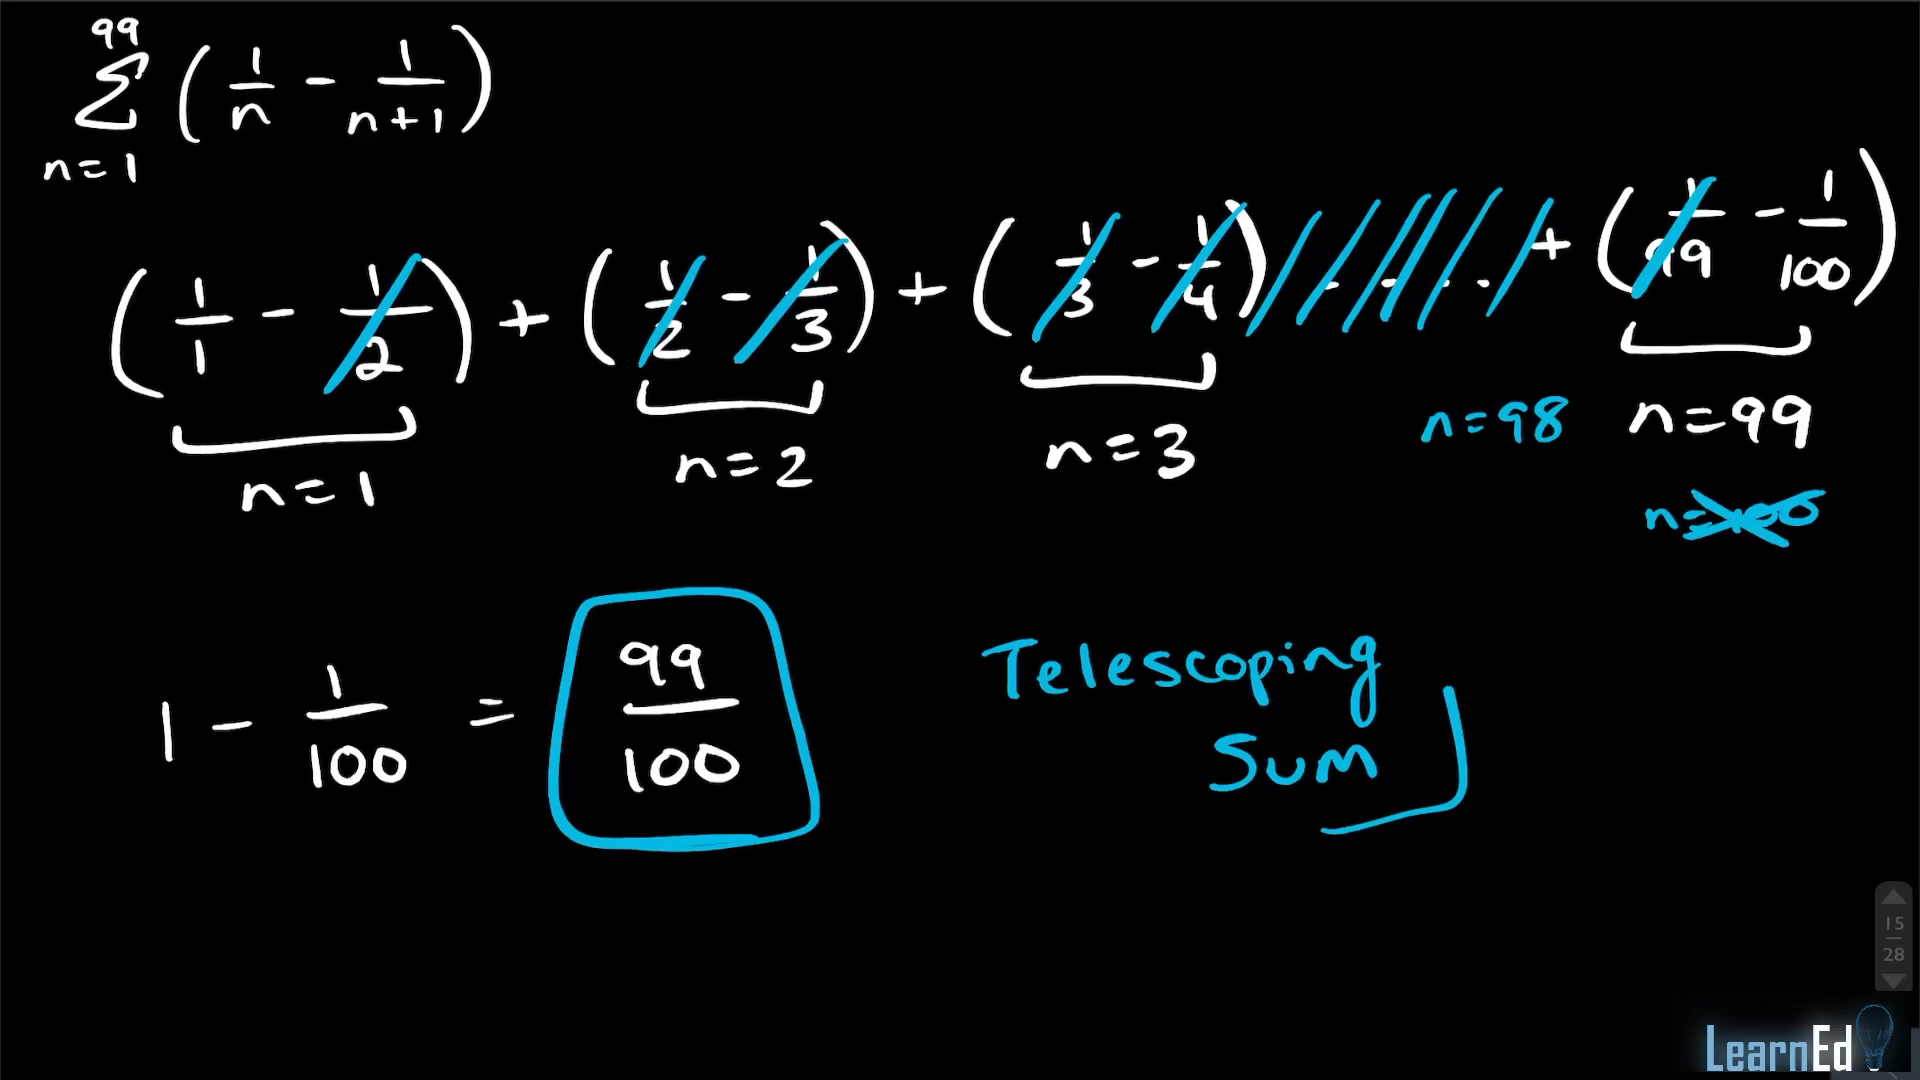 99
Σ ( 1/n - 1/n+1 )
n=1
( 1/1 - 1/2 ) + ( 1/2 - 1/3 ) + ( 1/3 - 1/4 ) . . . . + ( 1/99 - 1/100 )
n=1 n=2 n=3 n=98 n=99
n=100
1 - 1/100 = 99/100
Telescoping
Sum
15
28
LearnEd